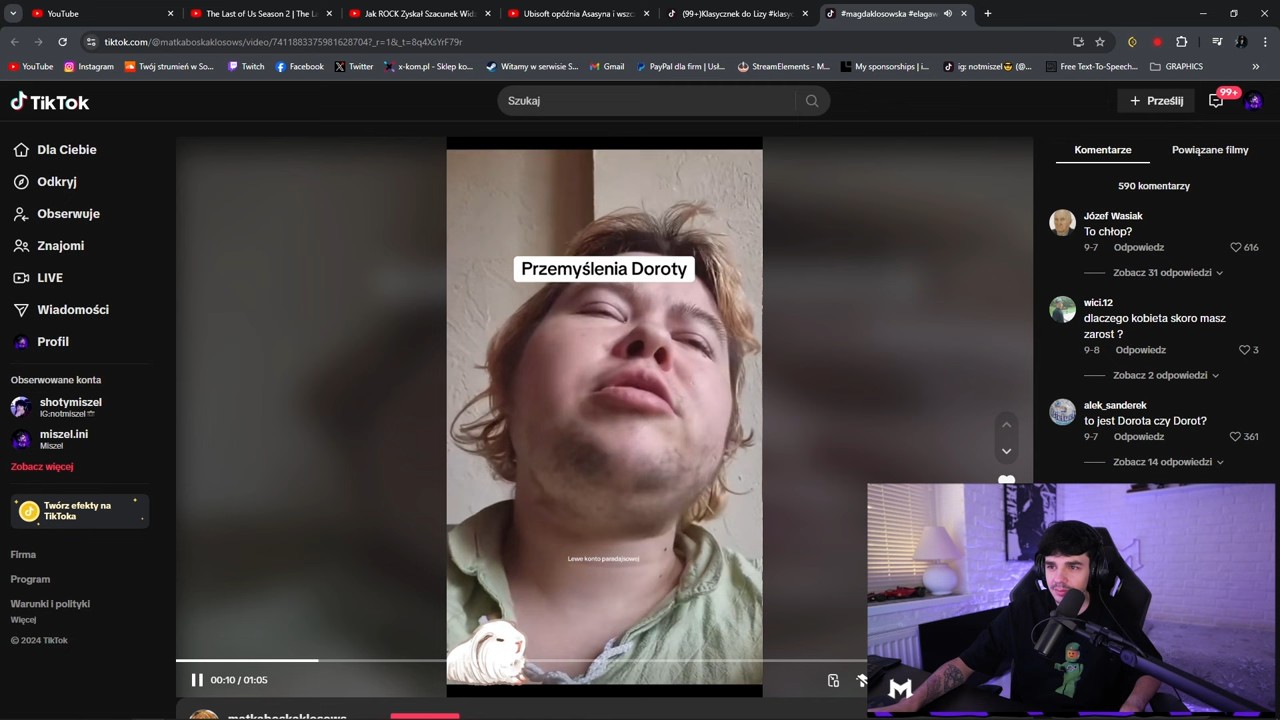 YouTube
The Last of Us Season 2 | The La
Jak ROCK Zyskał Szacunek Widz
Ubisoft opóźnia Asasyna i wszc
(99+)Klasycznek do Lizy #klasyc
#magdaklosowska #elagaw
tiktok.com/@matkaboskaklosows/video/7411883375981628704?_r=1&_t=8q4XsYrF79r
YouTube
Instagram
Twój strumień w So...
Twitch
Facebook
Twitter
x-kom.pl - Sklep ko...
Witamy w serwisie S...
Gmail
PayPal dla firm | Usł...
StreamElements - M...
My sponsorships | i...
ig: notmiszel😎 (@...
Free Text-To-Speech...
GRAPHICS
TikTok
Szukaj
Prześlij
99+
Dla Ciebie
Odkryj
Obserwuje
Znajomi
LIVE
Wiadomości
Profil
Obserwowane konta
shotymiszel
IG:notmiszel
miszel.ini
Miszel
Zobacz więcej
Twórz efekty na
TikToka
Firma
Program
Warunki i polityki
Więcej
© 2024 TikTok
Przemyślenia Doroty
Lewe konto paradajsowej
00:10 / 01:05
matkaboskaklosows
Komentarze
Powiązane filmy
590 komentarzy
Józef Wasiak
To chłop?
9-7 Odpowiedz 616
Zobacz 31 odpowiedzi
wici.12
dlaczego kobieta skoro masz
zarost ?
9-8 Odpowiedz 3
Zobacz 2 odpowiedzi
alek_sanderek
to jest Dorota czy Dorot?
9-7 Odpowiedz 361
Zobacz 14 odpowiedzi
M